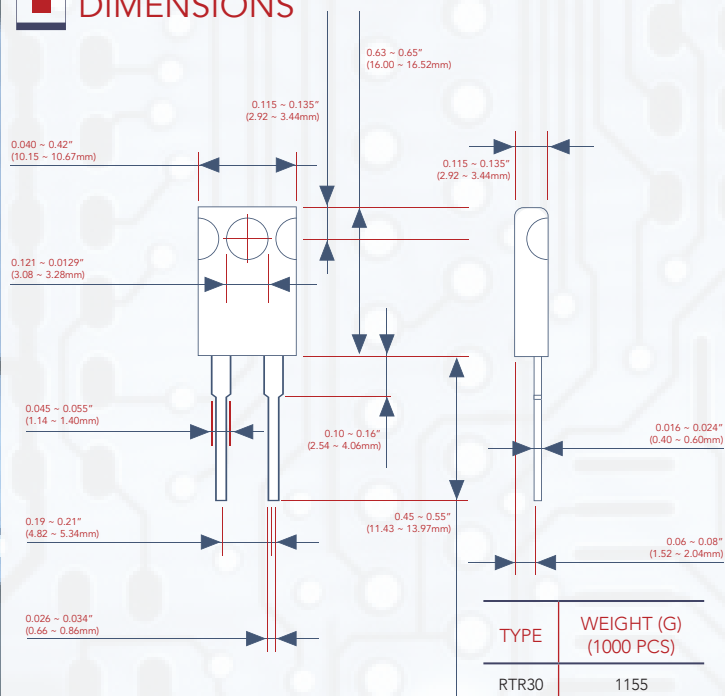 DIMENSIONS
0.63 ~ 0.65"
(16.00 ~ 16.52mm)
0.115 ~ 0.135"
(2.92 ~ 3.44mm)
0.040 ~ 0.42"
(10.15 ~ 10.67mm)
0.115 ~ 0.135"
(2.92 ~ 3.44mm)
0.121 ~ 0.0129"
(3.08 ~ 3.28mm)
0.045 ~ 0.055"
(1.14 ~ 1.40mm)
0.10 ~ 0.16"
(2.54 ~ 4.06mm)
0.016 ~ 0.024"
(0.40 ~ 0.60mm)
0.19 ~ 0.21"
(4.82 ~ 5.34mm)
0.45 ~ 0.55"
(11.43 ~ 13.97mm)
0.06 ~ 0.08"
(1.52 ~ 2.04mm)
0.026 ~ 0.034"
(0.66 ~ 0.86mm)
TYPE
WEIGHT (G)
(1000 PCS)
RTR30
1155